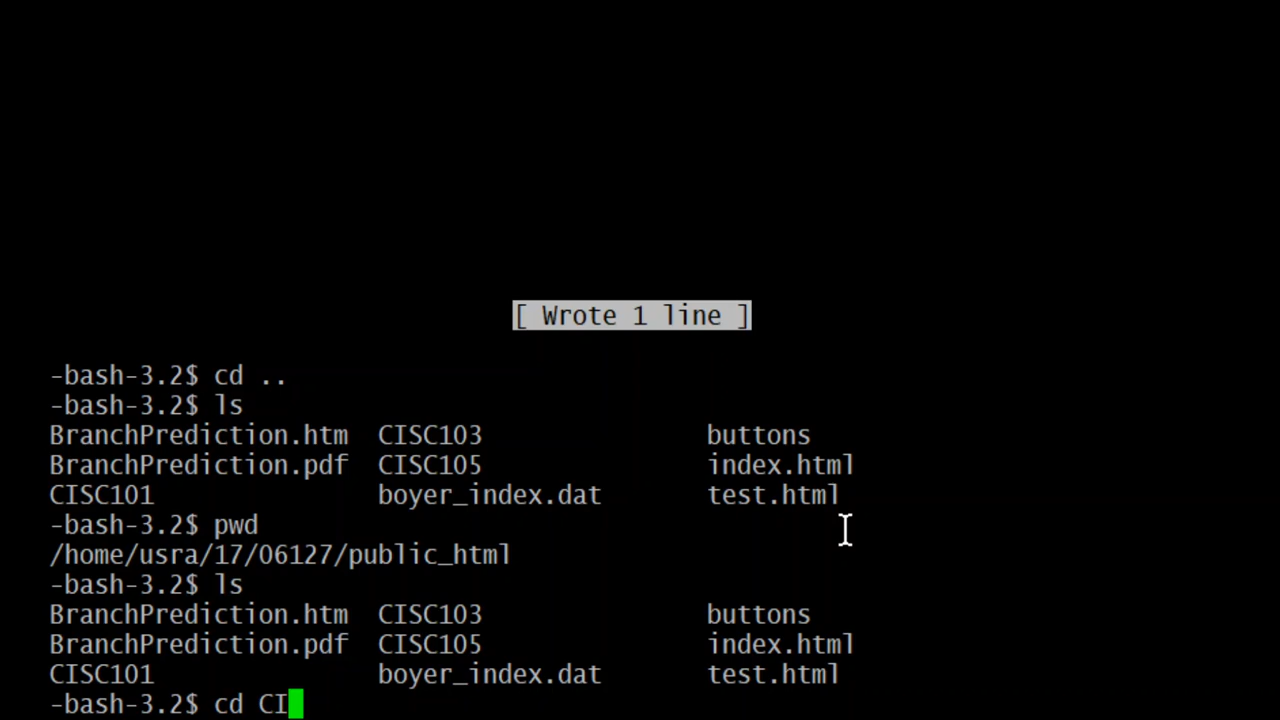 [ Wrote 1 line ]
-bash-3.2$ cd ..
-bash-3.2$ ls
BranchPrediction.htm  CISC103               buttons
BranchPrediction.pdf  CISC105               index.html
CISC101               boyer_index.dat       test.html
-bash-3.2$ pwd
/home/usra/17/06127/public_html
-bash-3.2$ ls
BranchPrediction.htm  CISC103               buttons
BranchPrediction.pdf  CISC105               index.html
CISC101               boyer_index.dat       test.html
-bash-3.2$ cd CI